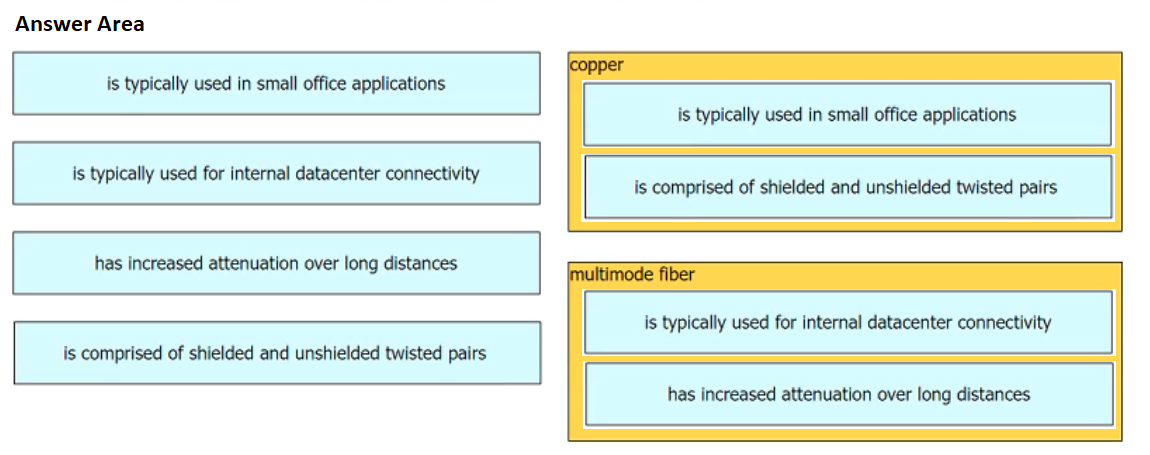 Answer Area
is typically used in small office applications
is typically used for internal datacenter connectivity
has increased attenuation over long distances
is comprised of shielded and unshielded twisted pairs
copper
is typically used in small office applications
is comprised of shielded and unshielded twisted pairs
multimode fiber
is typically used for internal datacenter connectivity
has increased attenuation over long distances